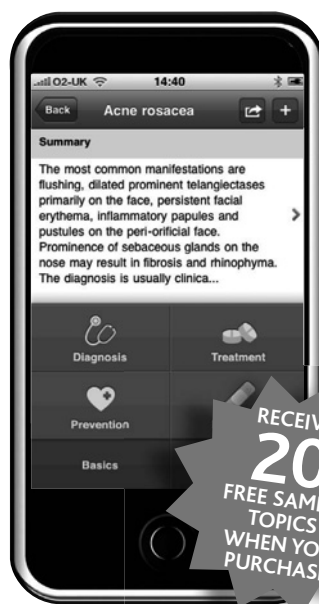 O2-UK 14:40
Back Acne rosacea +
Summary
The most common manifestations are
flushing, dilated prominent telangiectases
primarily on the face, persistent facial
erythema, inflammatory papules and
pustules on the peri-orificial face.
Prominence of sebaceous glands on the
nose may result in fibrosis and rhinophyma.
The diagnosis is usually clinica...
Diagnosis Treatment
Prevention
Basics
RECEIV
20
FREE SAM
TOPICS
WHEN YO
PURCHAS